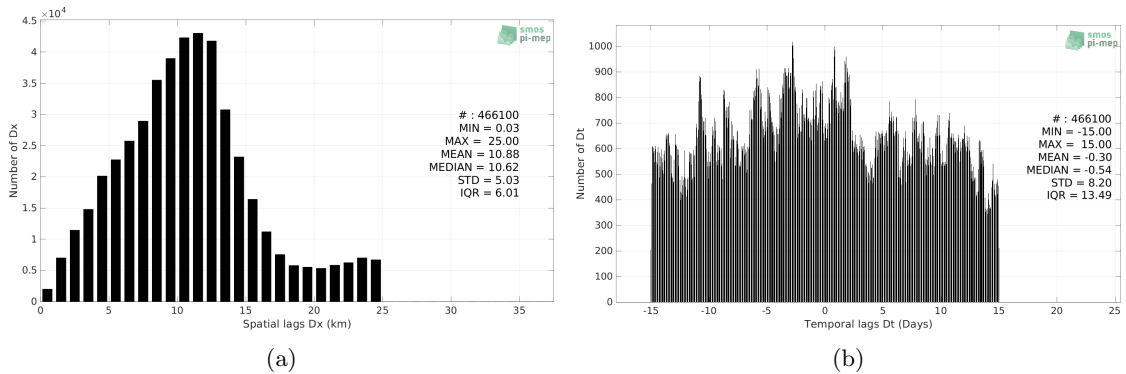 4.5 ×10⁴
4
3.5
3
2.5
2
1.5
1
0.5
0
Number of Dx
0 5 10 15 20 25 30 35
Spatial lags Dx (km)
smos
pi-mep
# : 466100
MIN = 0.03
MAX = 25.00
MEAN = 10.88
MEDIAN = 10.62
STD = 5.03
IQR = 6.01
(a)
1000
900
800
700
600
500
400
300
200
100
0
Number of Dt
-15 -10 -5 0 5 10 15 20 25
Temporal lags Dt (Days)
smos
pi-mep
# : 466100
MIN = -15.00
MAX = 15.00
MEAN = -0.30
MEDIAN = -0.54
STD = 8.20
IQR = 13.49
(b)